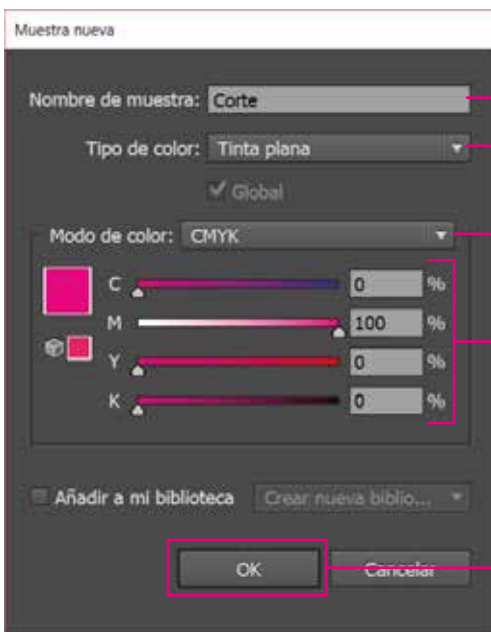 Muestra nueva
Nombre de muestra: Corte
Tipo de color: Tinta plana
Global
Modo de color: CMYK
C 0 %
M 100 %
Y 0 %
K 0 %
Añadir a mi biblioteca Crear nueva biblio...
OK Cancelar